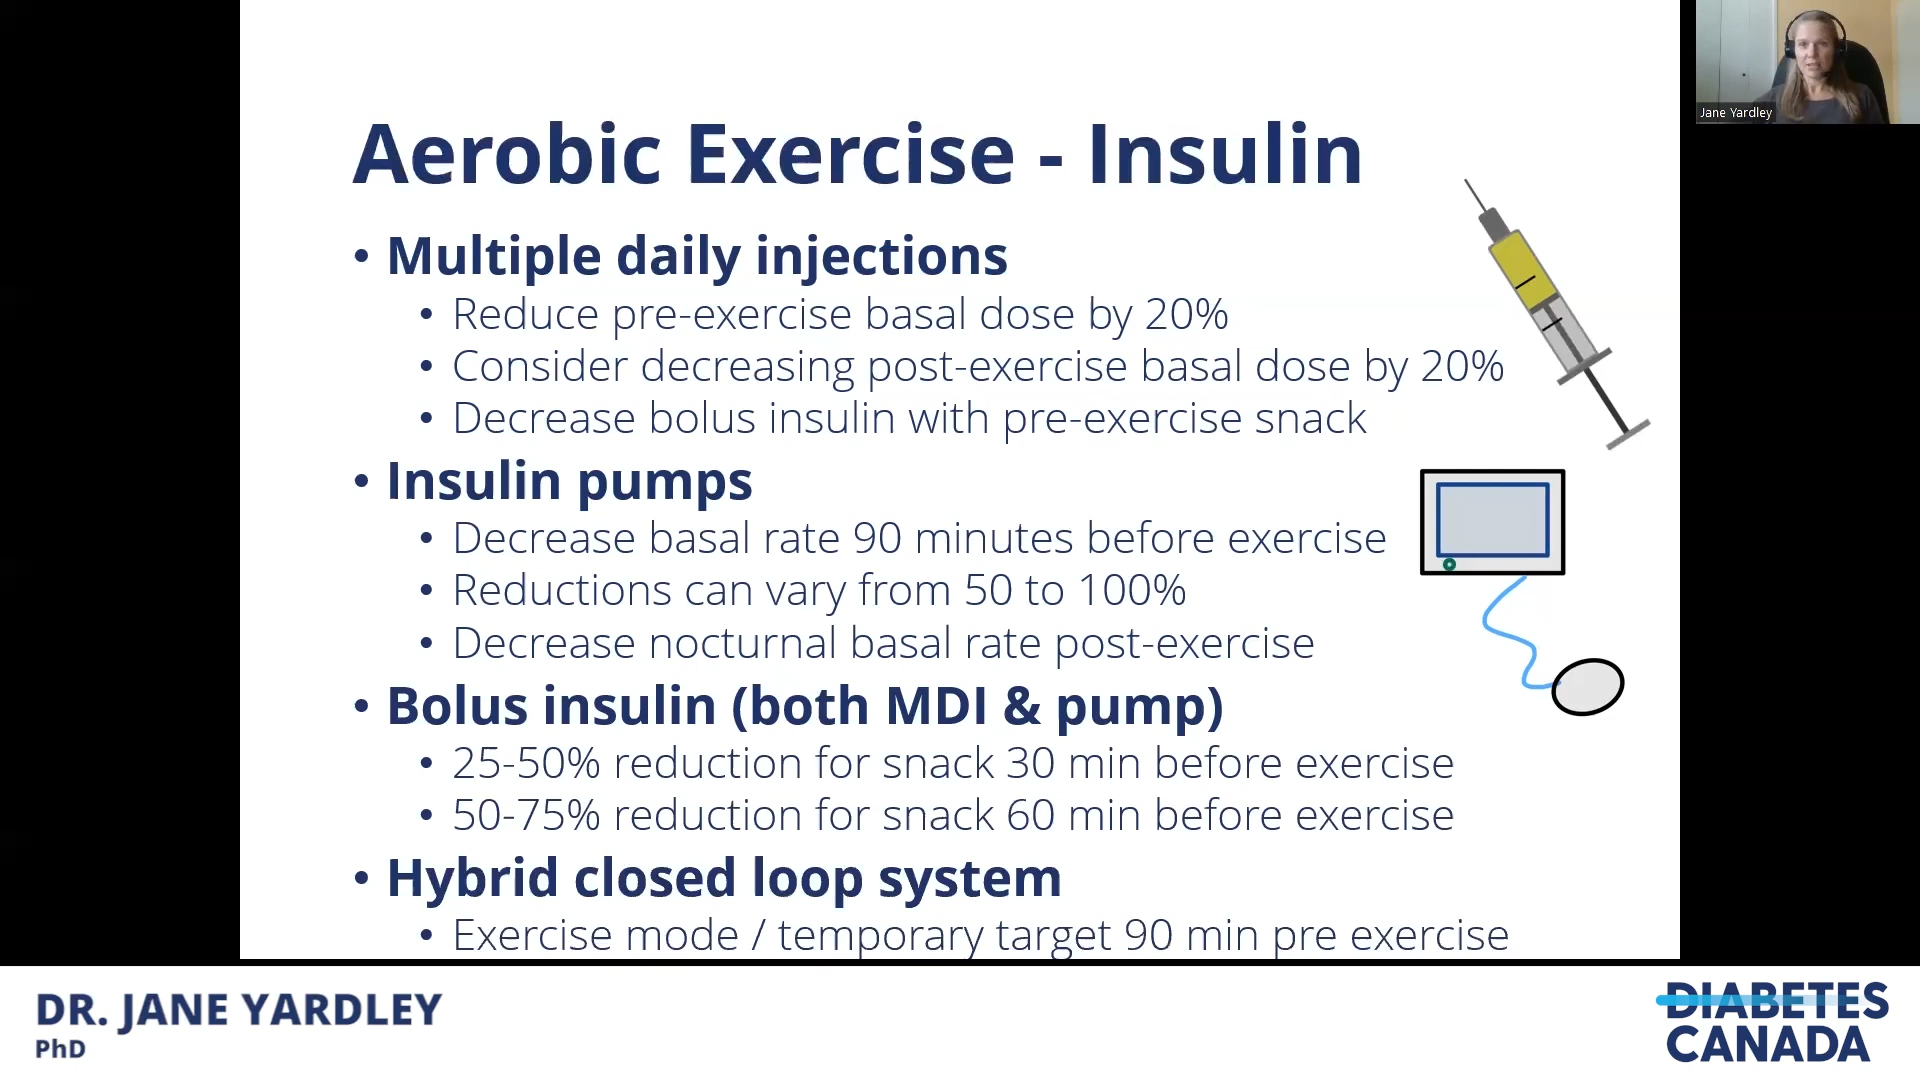 Aerobic Exercise - Insulin
• Multiple daily injections
• Reduce pre-exercise basal dose by 20%
• Consider decreasing post-exercise basal dose by 20%
• Decrease bolus insulin with pre-exercise snack
• Insulin pumps
• Decrease basal rate 90 minutes before exercise
• Reductions can vary from 50 to 100%
• Decrease nocturnal basal rate post-exercise
• Bolus insulin (both MDI & pump)
• 25-50% reduction for snack 30 min before exercise
• 50-75% reduction for snack 60 min before exercise
• Hybrid closed loop system
• Exercise mode / temporary target 90 min pre exercise
Jane Yardley
DR. JANE YARDLEY
PhD
DIABETES
CANADA